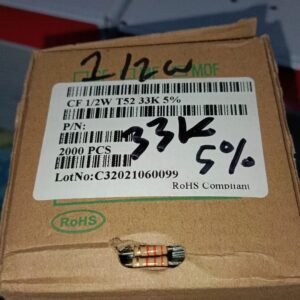 1/2W
MOF
CF 1/2W T52 33K 5%
P/N:
33K
2000 PCS
5%
LotNo:C32021060099
RoHS Compliant
RoHS